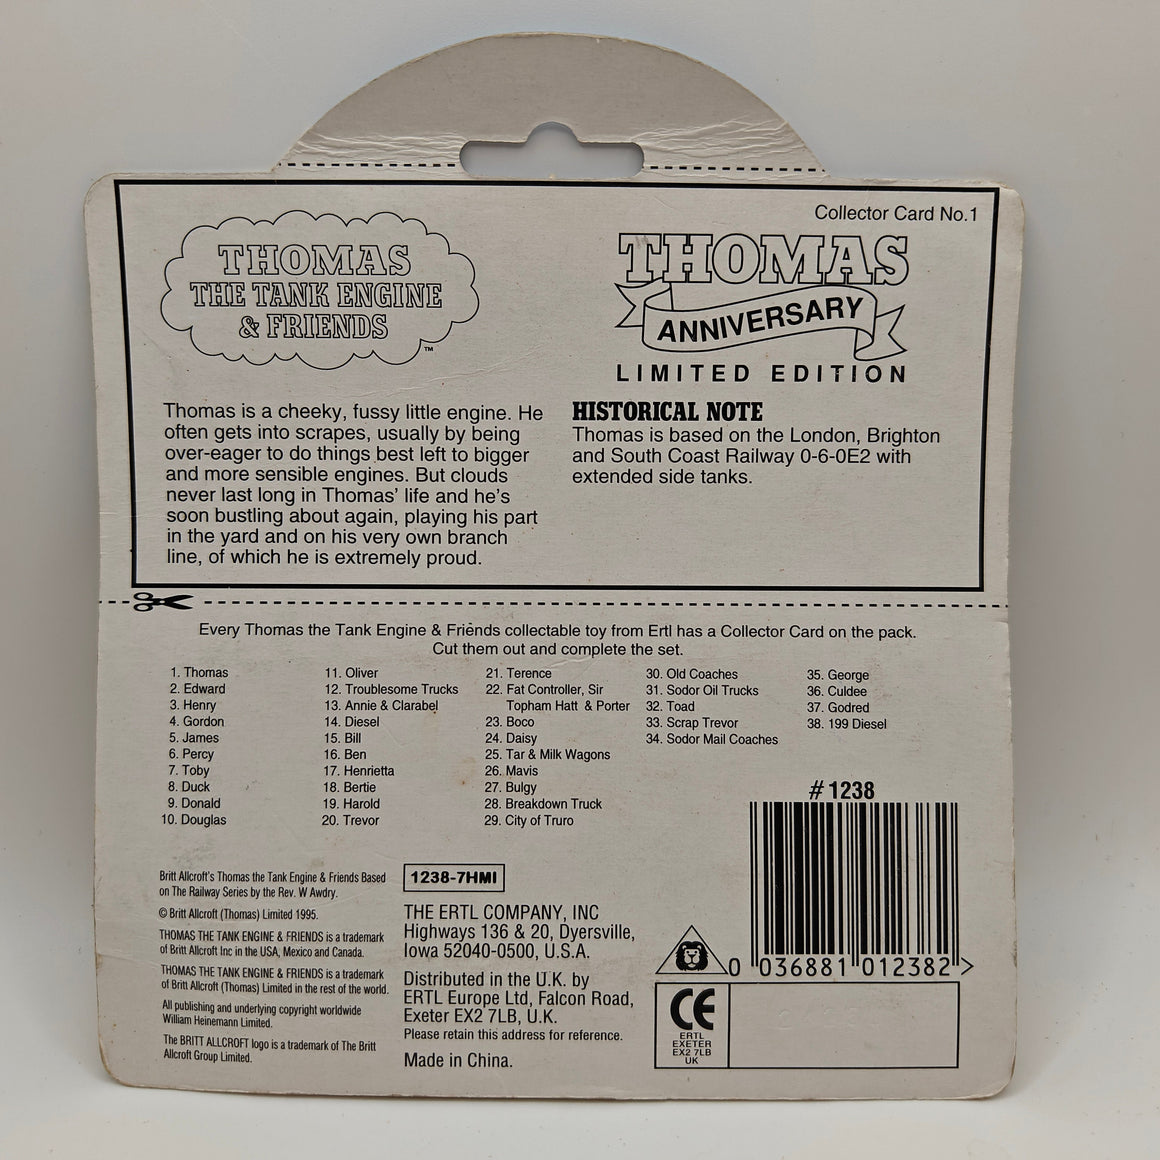 Collector Card No.1
THOMAS
THE TANK ENGINE
& FRIENDS
™
THOMAS
ANNIVERSARY
LIMITED EDITION
Thomas is a cheeky, fussy little engine. He
often gets into scrapes, usually by being
over-eager to do things best left to bigger
and more sensible engines. But clouds
never last long in Thomas' life and he's
soon bustling about again, playing his part
in the yard and on his very own branch
line, of which he is extremely proud.
HISTORICAL NOTE
Thomas is based on the London, Brighton
and South Coast Railway 0-6-0E2 with
extended side tanks.
Every Thomas the Tank Engine & Friends collectable toy from Ertl has a Collector Card on the pack.
Cut them out and complete the set.
1. Thomas
2. Edward
3. Henry
4. Gordon
5. James
6. Percy
7. Toby
8. Duck
9. Donald
10. Douglas
11. Oliver
12. Troublesome Trucks
13. Annie & Clarabel
14. Diesel
15. Bill
16. Ben
17. Henrietta
18. Bertie
19. Harold
20. Trevor
21. Terence
22. Fat Controller, Sir
Topham Hatt & Porter
23. Boco
24. Daisy
25. Tar & Milk Wagons
26. Mavis
27. Bulgy
28. Breakdown Truck
29. City of Truro
30. Old Coaches
31. Sodor Oil Trucks
32. Toad
33. Scrap Trevor
34. Sodor Mail Coaches
35. George
36. Culdee
37. Godred
38. 199 Diesel
Britt Allcroft's Thomas the Tank Engine & Friends Based
on The Railway Series by the Rev. W Awdry.
© Britt Allcroft (Thomas) Limited 1995.
THOMAS THE TANK ENGINE & FRIENDS is a trademark
of Britt Allcroft Inc in the USA, Mexico and Canada.
THOMAS THE TANK ENGINE & FRIENDS is a trademark
of Britt Allcroft (Thomas) Limited in the rest of the world.
All publishing and underlying copyright worldwide
William Heinemann Limited.
The BRITT ALLCROFT logo is a trademark of The Britt
Allcroft Group Limited.
1238-7HMI
THE ERTL COMPANY, INC
Highways 136 & 20, Dyersville,
Iowa 52040-0500, U.S.A.
Distributed in the U.K. by
ERTL Europe Ltd, Falcon Road,
Exeter EX2 7LB, U.K.
Please retain this address for reference.
Made in China.
#1238
0 036881 012382 >
CE
ERTL
EXETER
EX2 7LB
UK